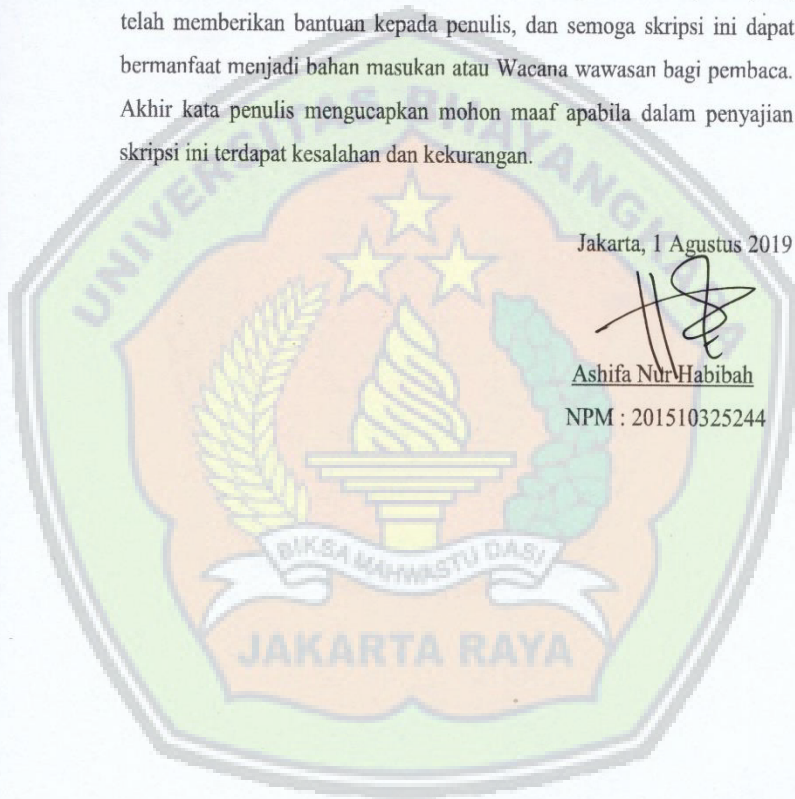 telah memberikan bantuan kepada penulis, dan semoga skripsi ini dapat
bermanfaat menjadi bahan masukan atau Wacana wawasan bagi pembaca.
Akhir kata penulis mengucapkan mohon maaf apabila dalam penyajian
skripsi ini terdapat kesalahan dan kekurangan.
Jakarta, 1 Agustus 2019
Ashifa Nur Habibah
NPM : 201510325244
UNIVERSITAS BHAYANGKARA
BIKSA MAHWASTU DASI
JAKARTA RAYA